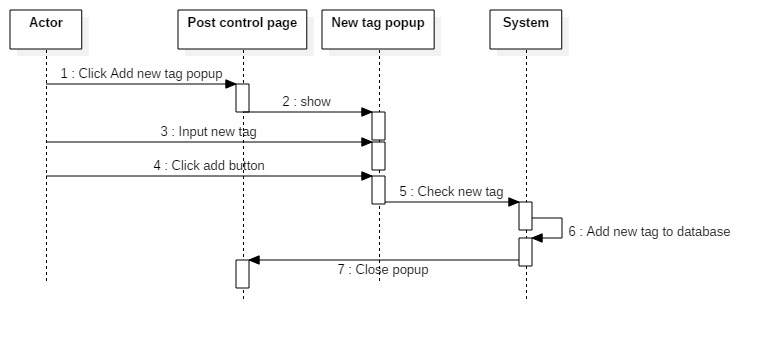 Actor
Post control page
New tag popup
System
1 : Click Add new tag popup
2 : show
3 : Input new tag
4 : Click add button
5 : Check new tag
6 : Add new tag to database
7 : Close popup